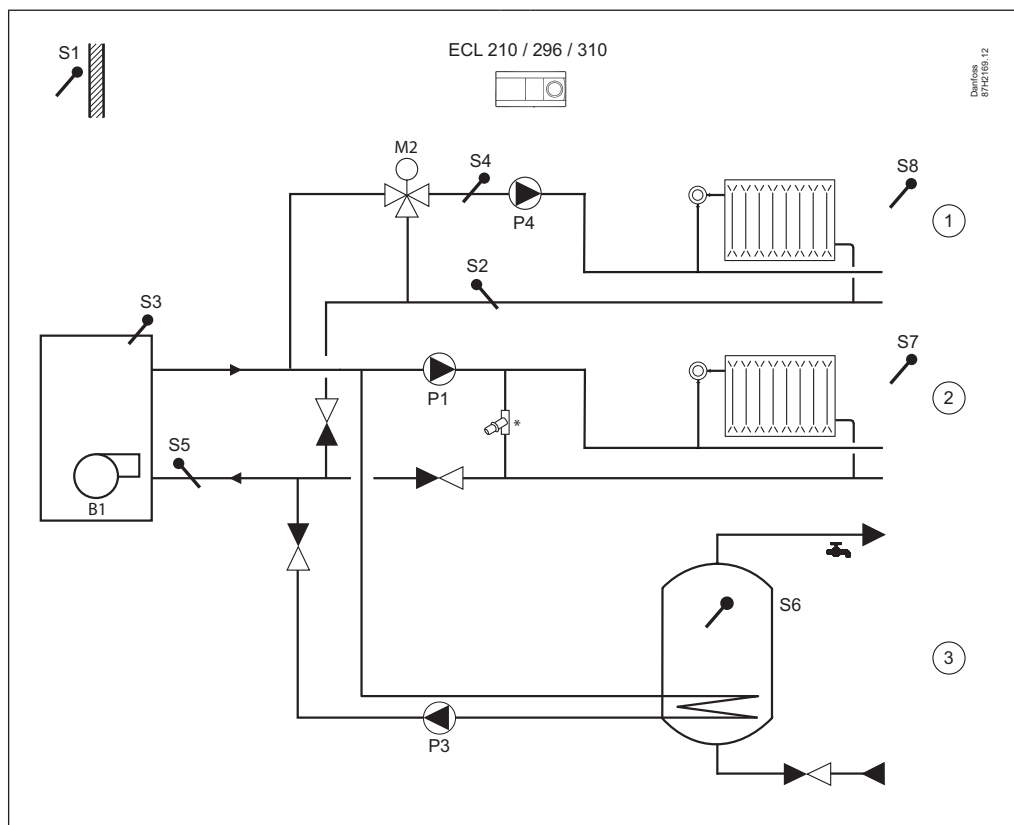 S1
ECL 210 / 296 / 310
Danfoss
87H2169.12
M2
S4
P4
S8
1
S2
S3
P1
S7
2
*
S5
B1
S6
3
P3